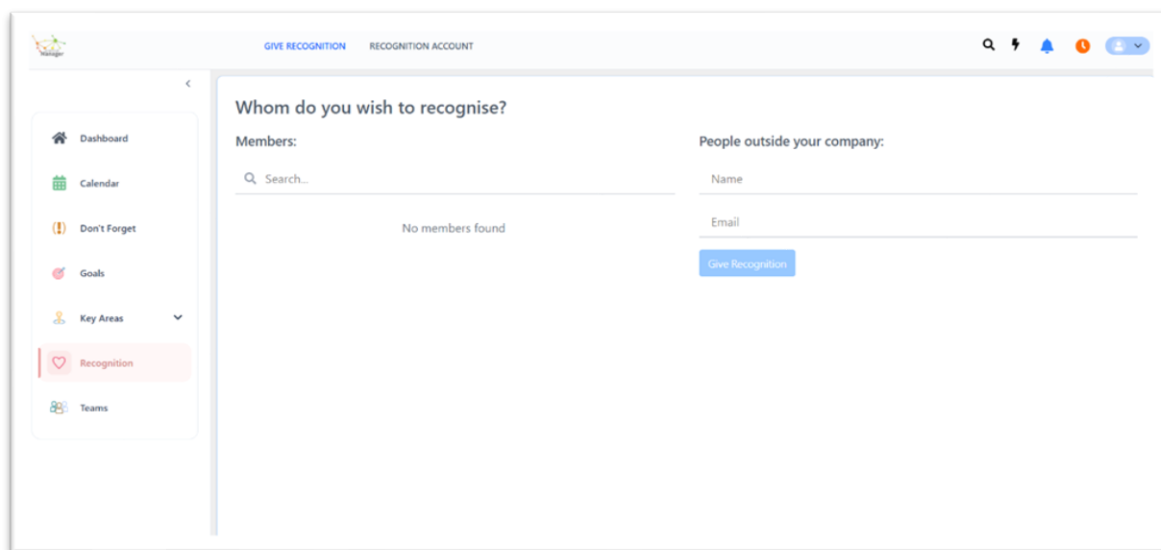 Manager
GIVE RECOGNITION RECOGNITION ACCOUNT
Whom do you wish to recognise?
Members:
Search...
No members found
People outside your company:
Name
Email
Give Recognition
Dashboard
Calendar
Don't Forget
Goals
Key Areas
Recognition
Teams